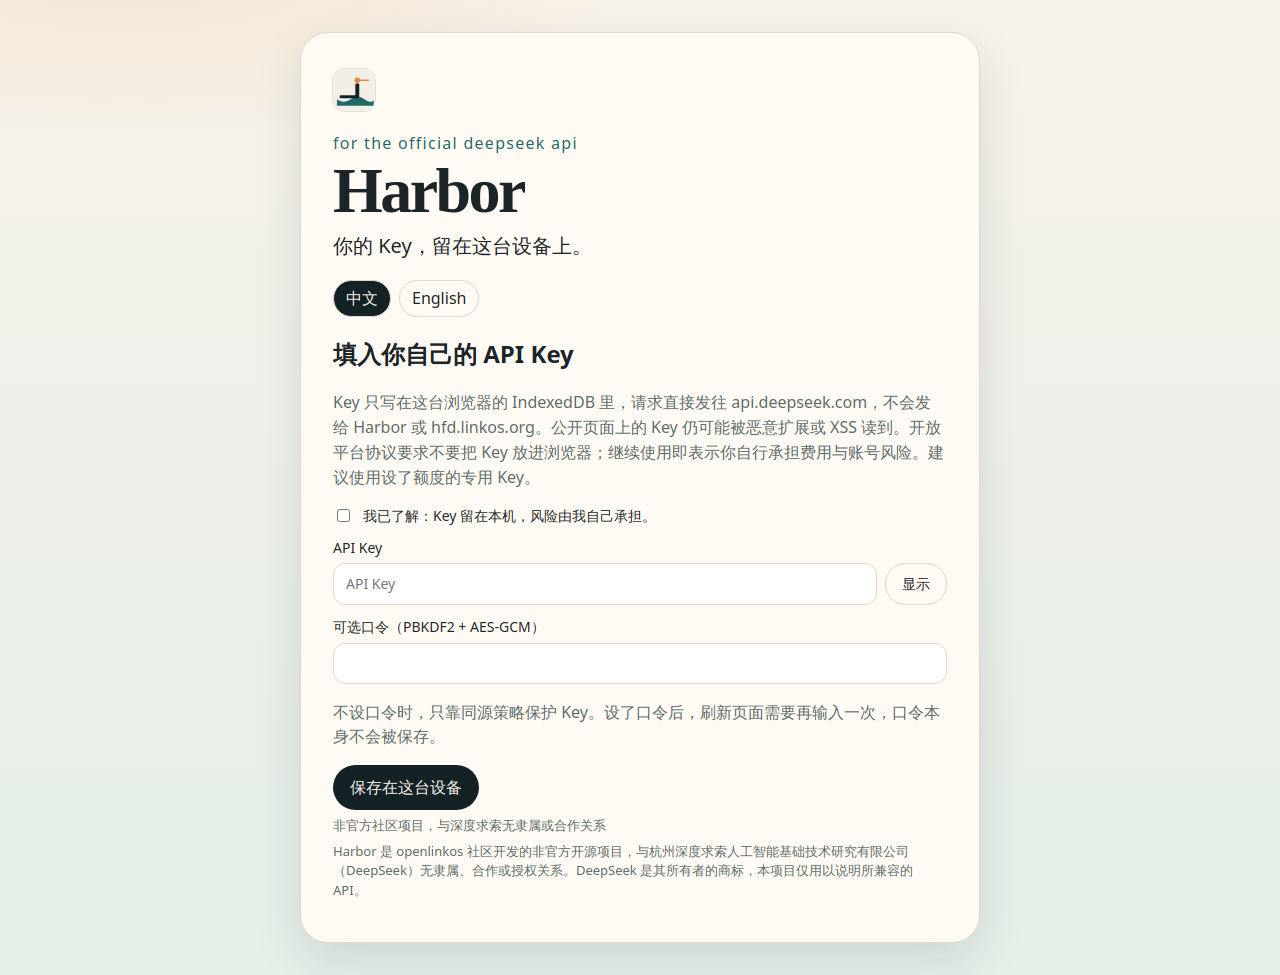 for the official deepseek api
Harbor
你的 Key，留在这台设备上。
中文
English
填入你自己的 API Key
Key 只写在这台浏览器的 IndexedDB 里，请求直接发往 api.deepseek.com，不会发
给 Harbor 或 hfd.linkos.org。公开页面上的 Key 仍可能被恶意扩展或 XSS 读到。开放
平台协议要求不要把 Key 放进浏览器；继续使用即表示你自行承担费用与账号风险。建
议使用设了额度的专用 Key。
我已了解：Key 留在本机，风险由我自己承担。
API Key
API Key
显示
可选口令（PBKDF2 + AES-GCM）
不设口令时，只靠同源策略保护 Key。设了口令后，刷新页面需要再输入一次，口令本
身不会被保存。
保存在这台设备
非官方社区项目，与深度求索无隶属或合作关系
Harbor 是 openlinkos 社区开发的非官方开源项目，与杭州深度求索人工智能基础技术研究有限公司
（DeepSeek）无隶属、合作或授权关系。DeepSeek 是其所有者的商标，本项目仅用以说明所兼容的
API。